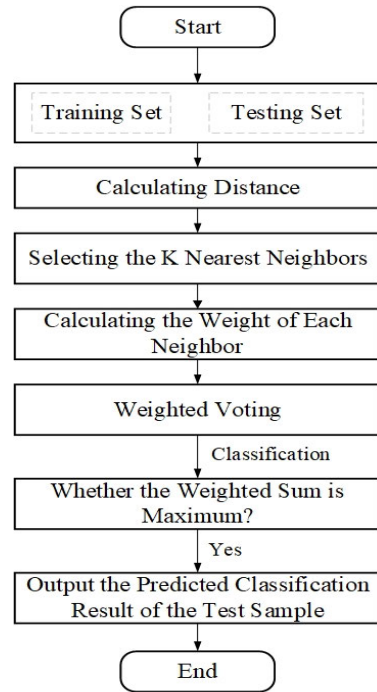 Start
Training Set
Testing Set
Calculating Distance
Selecting the K Nearest Neighbors
Calculating the Weight of Each
Neighbor
Weighted Voting
Classification
Whether the Weighted Sum is
Maximum?
Yes
Output the Predicted Classification
Result of the Test Sample
End